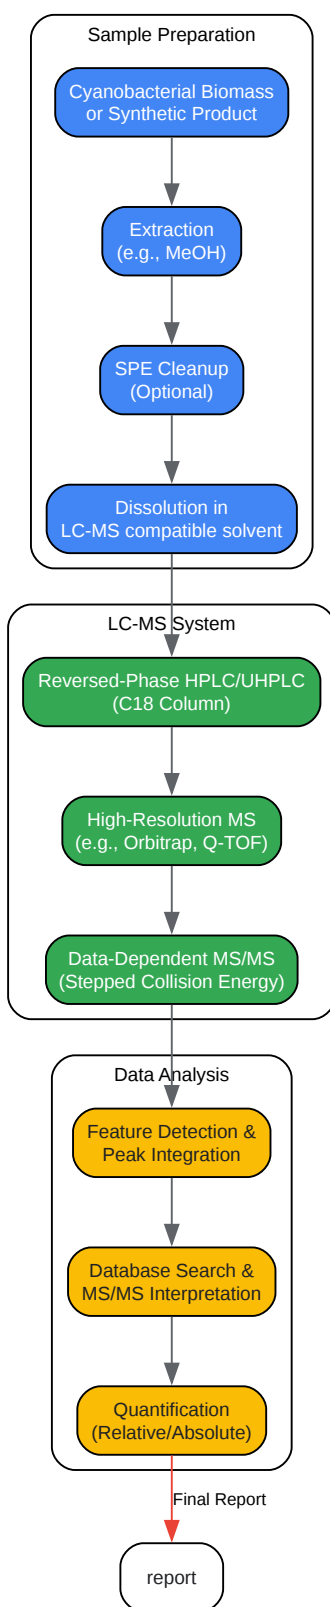 Sample Preparation
Cyanobacterial Biomass
or Synthetic Product
Extraction
(e.g., MeOH)
SPE Cleanup
(Optional)
Dissolution in
LC-MS compatible solvent
LC-MS System
Reversed-Phase HPLC/UHPLC
(C18 Column)
High-Resolution MS
(e.g., Orbitrap, Q-TOF)
Data-Dependent MS/MS
(Stepped Collision Energy)
Data Analysis
Feature Detection &
Peak Integration
Database Search &
MS/MS Interpretation
Quantification
(Relative/Absolute)
Final Report
report